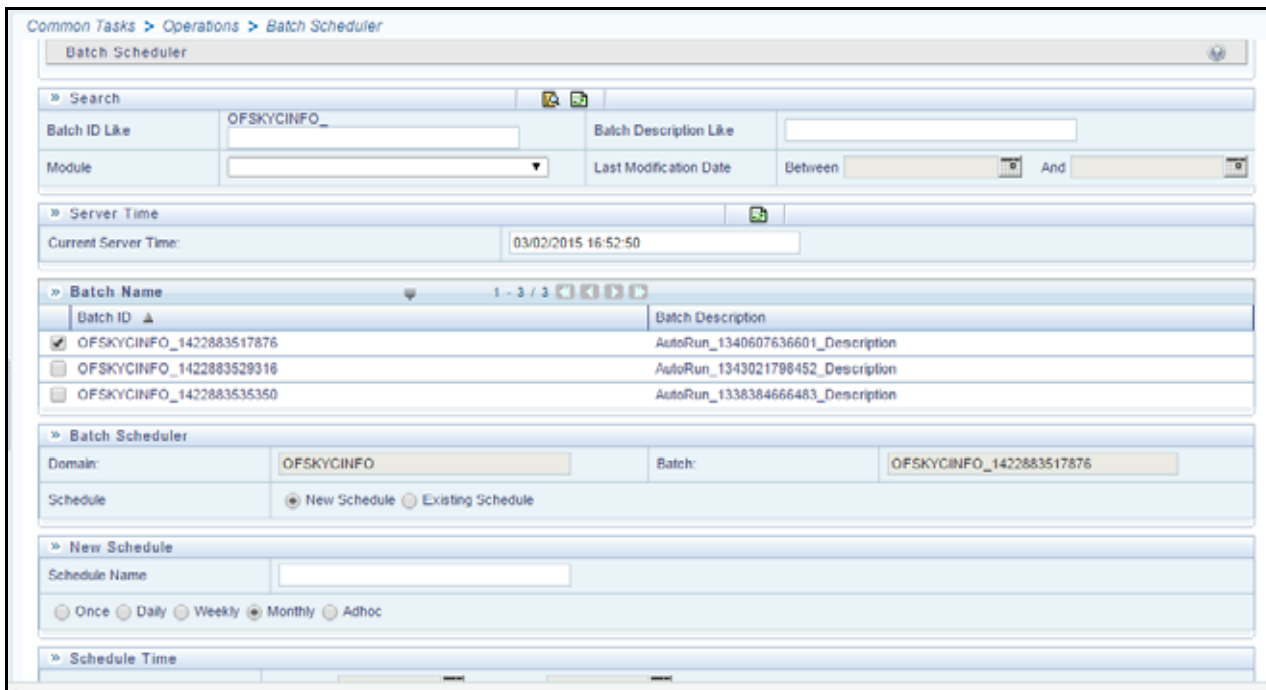 Common Tasks > Operations > Batch Scheduler
Batch Scheduler
» Search
Batch ID Like OFSKYCINFO_ Batch Description Like
Module Last Modification Date Between And
» Server Time
Current Server Time: 03/02/2015 16:52:50
» Batch Name 1 - 3 / 3
Batch ID Batch Description
OFSKYCINFO_1422883517876 AutoRun_1340607636601_Description
OFSKYCINFO_1422883529316 AutoRun_1343021798452_Description
OFSKYCINFO_1422883535350 AutoRun_1338384666483_Description
» Batch Scheduler
Domain: OFSKYCINFO Batch: OFSKYCINFO_1422883517876
Schedule New Schedule Existing Schedule
» New Schedule
Schedule Name
Once Daily Weekly Monthly Adhoc
» Schedule Time